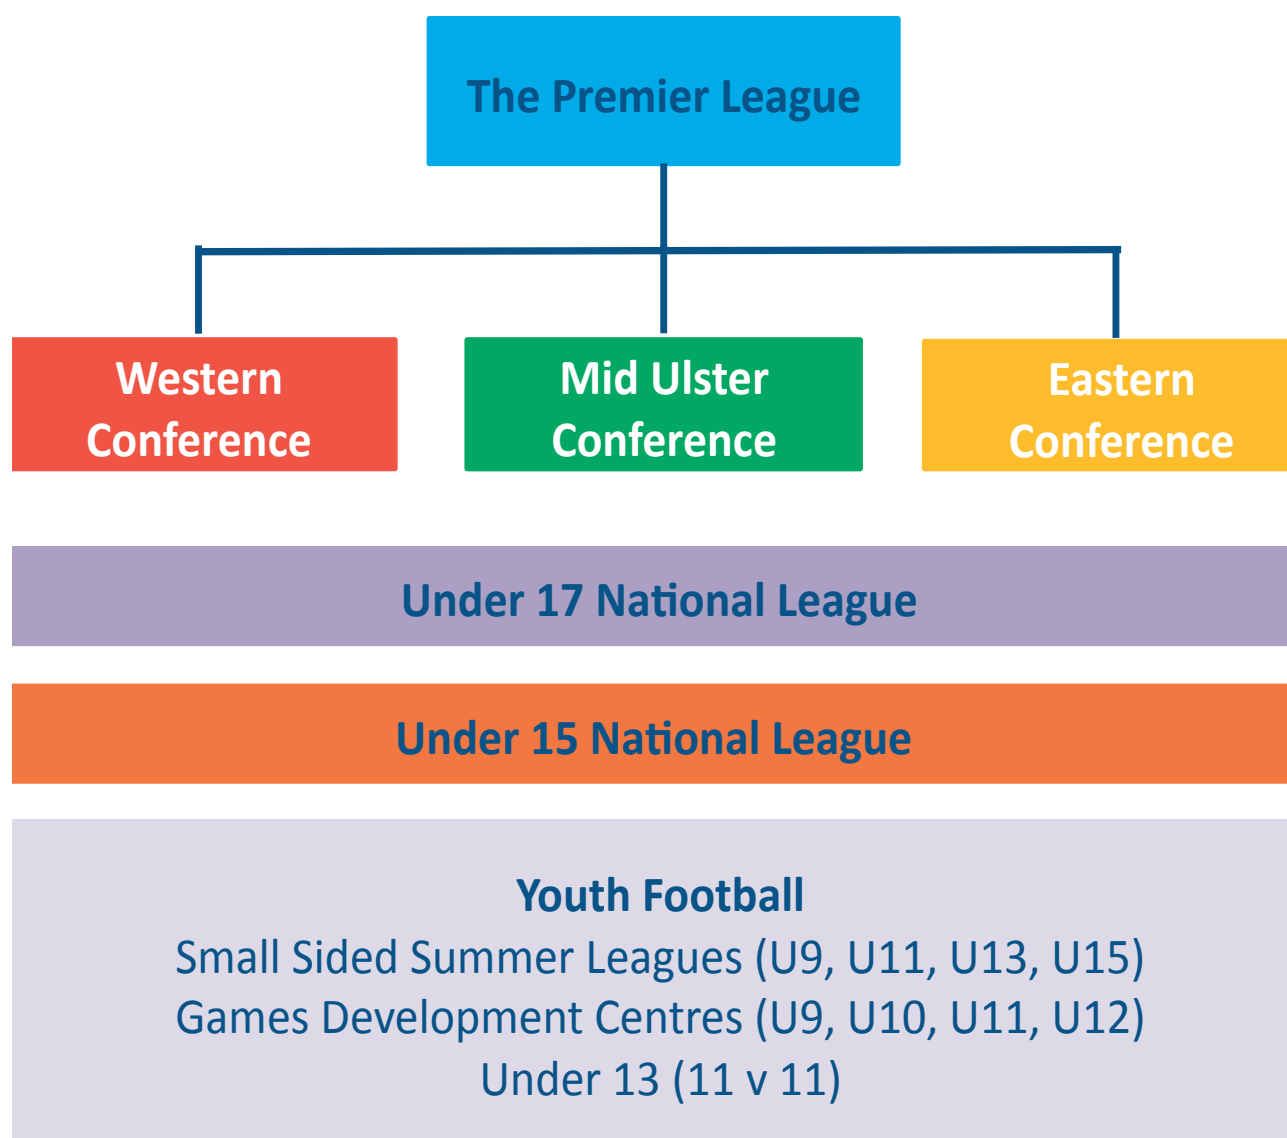 The Premier League
Western
Conference
Mid Ulster
Conference
Eastern
Conference
Under 17 National League
Under 15 National League
Youth Football
Small Sided Summer Leagues (U9, U11, U13, U15)
Games Development Centres (U9, U10, U11, U12)
Under 13 (11 v 11)